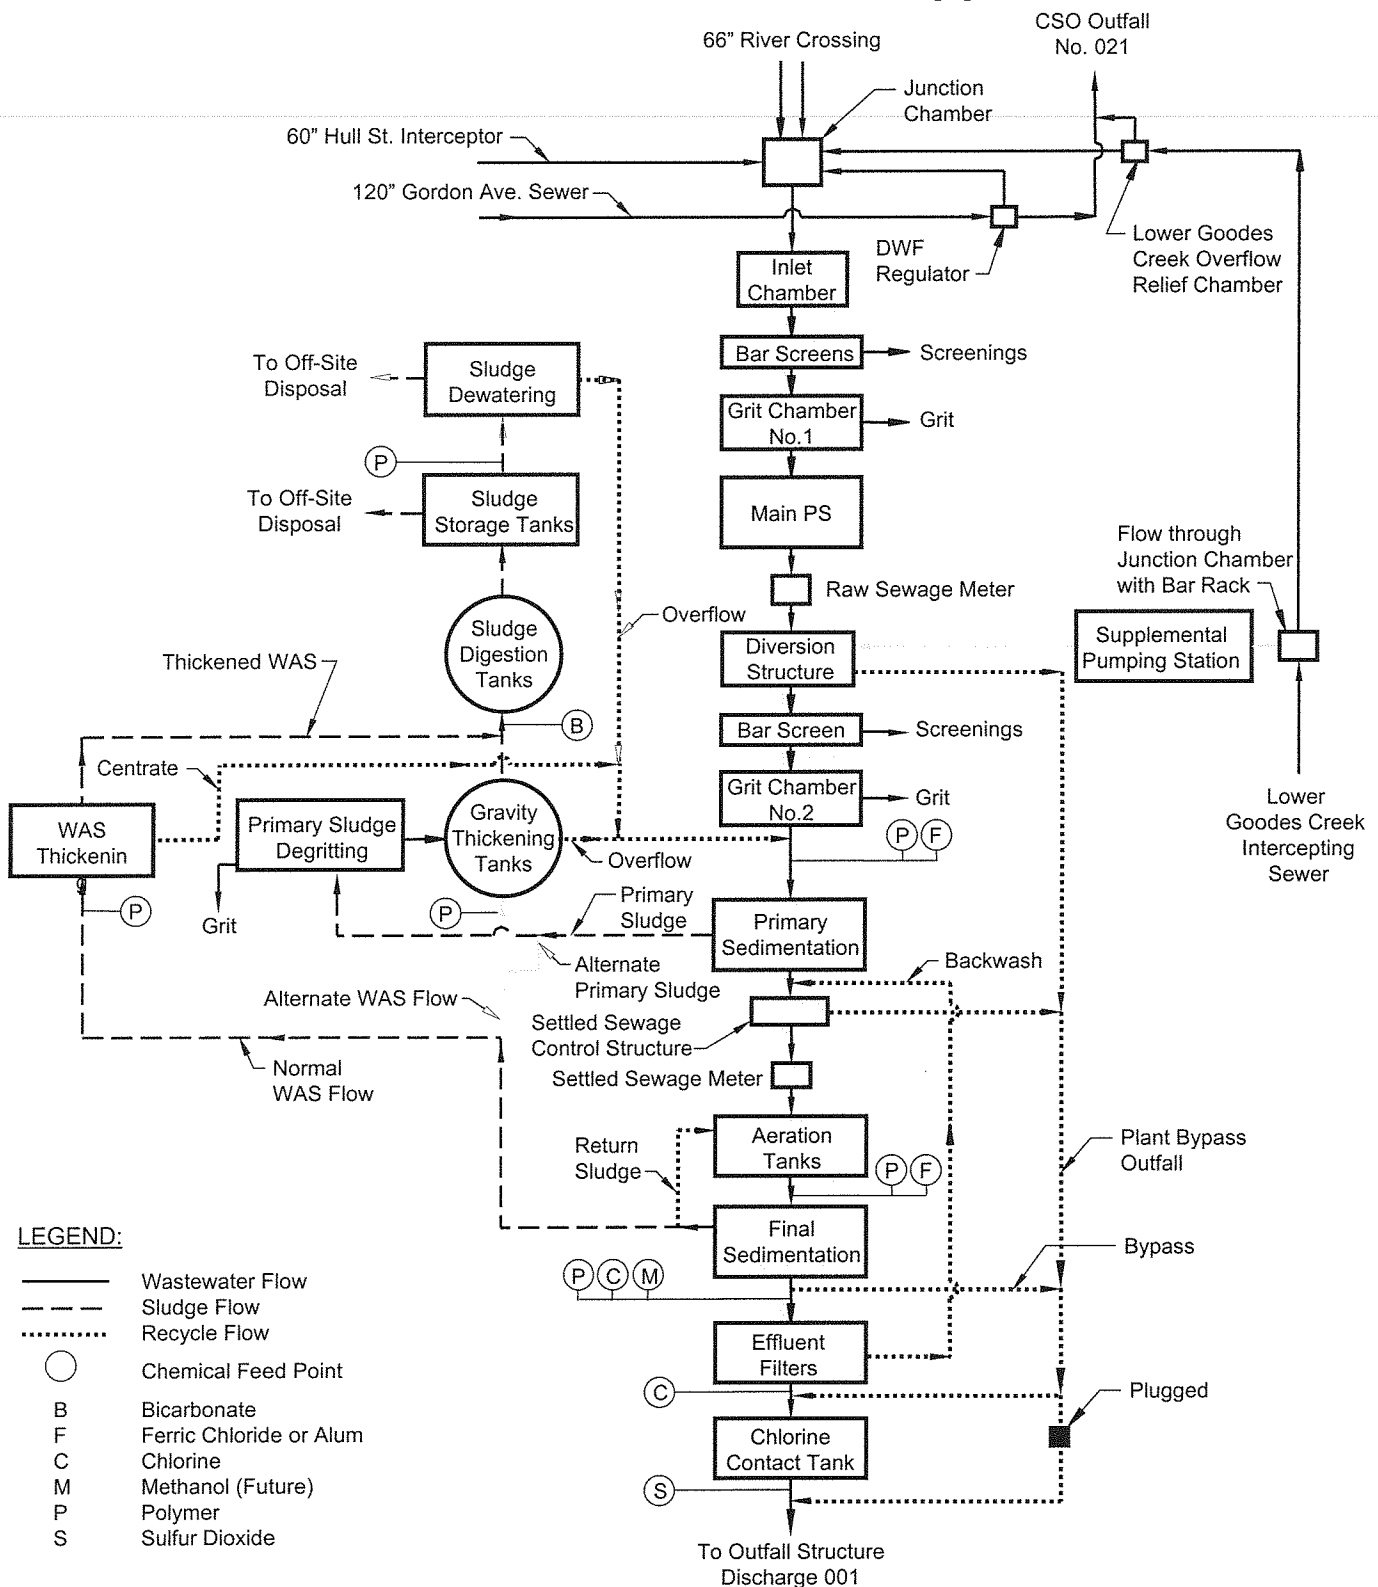 CSO Outfall
No. 021
66” River Crossing
Junction
Chamber
60” Hull St. Interceptor
120” Gordon Ave. Sewer
DWF
Regulator
Lower Goodes
Creek Overflow
Relief Chamber
Inlet
Chamber
Bar Screens
Screenings
To Off-Site
Disposal
Sludge
Dewatering
Grit Chamber
No.1
Grit
P
To Off-Site
Disposal
Sludge
Storage Tanks
Main PS
Flow through
Junction Chamber
with Bar Rack
Raw Sewage Meter
Overflow
Sludge
Digestion
Tanks
Supplemental
Pumping Station
Diversion
Structure
Thickened WAS
B
Bar Screen
Screenings
Centrate
Grit Chamber
No.2
Grit
Lower
Goodes Creek
Intercepting
Sewer
WAS
Thickenin
g
Primary Sludge
Degritting
Gravity
Thickening
Tanks
Overflow
P
F
P
Grit
P
Primary
Sludge
Primary
Sedimentation
Alternate
Primary Sludge
Backwash
Alternate WAS Flow
Settled Sewage
Control Structure
Normal
WAS Flow
Settled Sewage Meter
Aeration
Tanks
Return
Sludge
P
F
Plant Bypass
Outfall
Final
Sedimentation
Bypass
P
C
M
Effluent
Filters
C
Plugged
Chlorine
Contact Tank
S
To Outfall Structure
Discharge 001
LEGEND:
Wastewater Flow
Sludge Flow
Recycle Flow
Chemical Feed Point
B Bicarbonate
F Ferric Chloride or Alum
C Chlorine
M Methanol (Future)
P Polymer
S Sulfur Dioxide